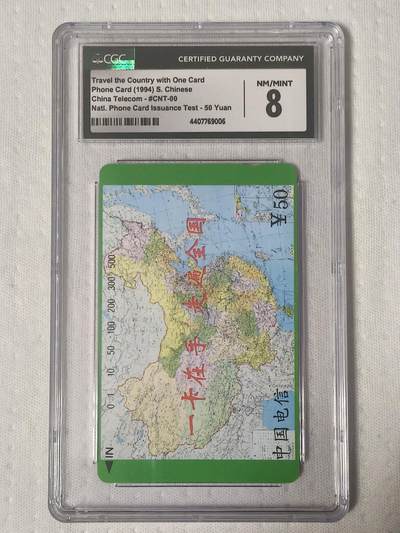 CGC
CERTIFIED GUARANTY COMPANY
Travel the Country with One Card
Phone Card (1994) S. Chinese
China Telecom - #CNT-00
Natl. Phone Card Issuance Test - 50 Yuan
4407769006
NM/MINT
8
¥50
一卡在手 走遍全国
中国电信
IN 0 1 10 50 100 200 300 500